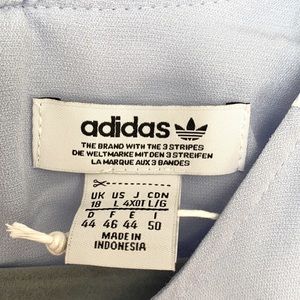 adidas
THE BRAND WITH THE 3 STRIPES
DIE WELTMARKE MIT DEN 3 STREIFEN
LA MARQUE AUX 3 BANDES
UK US J CDN
18 L 4XOT L/G
D F E I
44 46 44 50
MADE IN
INDONESIA